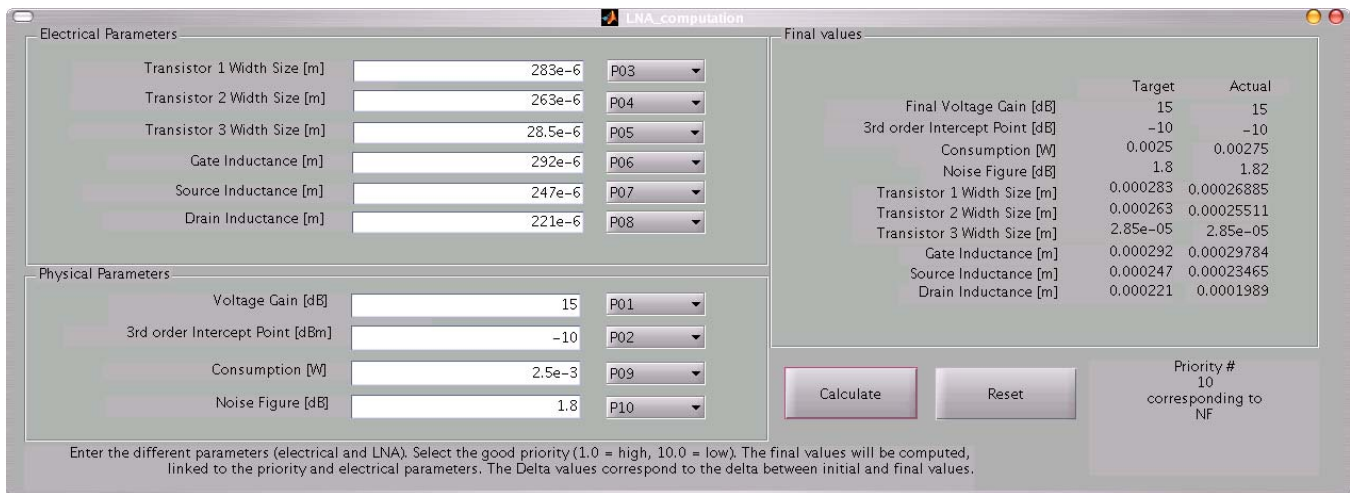 LNA_computation
Electrical Parameters
Transistor 1 Width Size [m] 283e-6 P03
Transistor 2 Width Size [m] 263e-6 P04
Transistor 3 Width Size [m] 28.5e-6 P05
Gate Inductance [m] 292e-6 P06
Source Inductance [m] 247e-6 P07
Drain Inductance [m] 221e-6 P08
Physical Parameters
Voltage Gain [dB] 15 P01
3rd order Intercept Point [dBm] -10 P02
Consumption [W] 2.5e-3 P09
Noise Figure [dB] 1.8 P10
Final values
Target Actual
Final Voltage Gain [dB] 15 15
3rd order Intercept Point [dB] -10 -10
Consumption [W] 0.0025 0.00275
Noise Figure [dB] 1.8 1.82
Transistor 1 Width Size [m] 0.000283 0.00026885
Transistor 2 Width Size [m] 0.000263 0.00025511
Transistor 3 Width Size [m] 2.85e-05 2.85e-05
Gate Inductance [m] 0.000292 0.00029784
Source Inductance [m] 0.000247 0.00023465
Drain Inductance [m] 0.000221 0.0001989
Calculate Reset
Priority #
10
corresponding to
NF
Enter the different parameters (electrical and LNA). Select the good priority (1.0 = high, 10.0 = low). The final values will be computed,
linked to the priority and electrical parameters. The Delta values correspond to the delta between initial and final values.